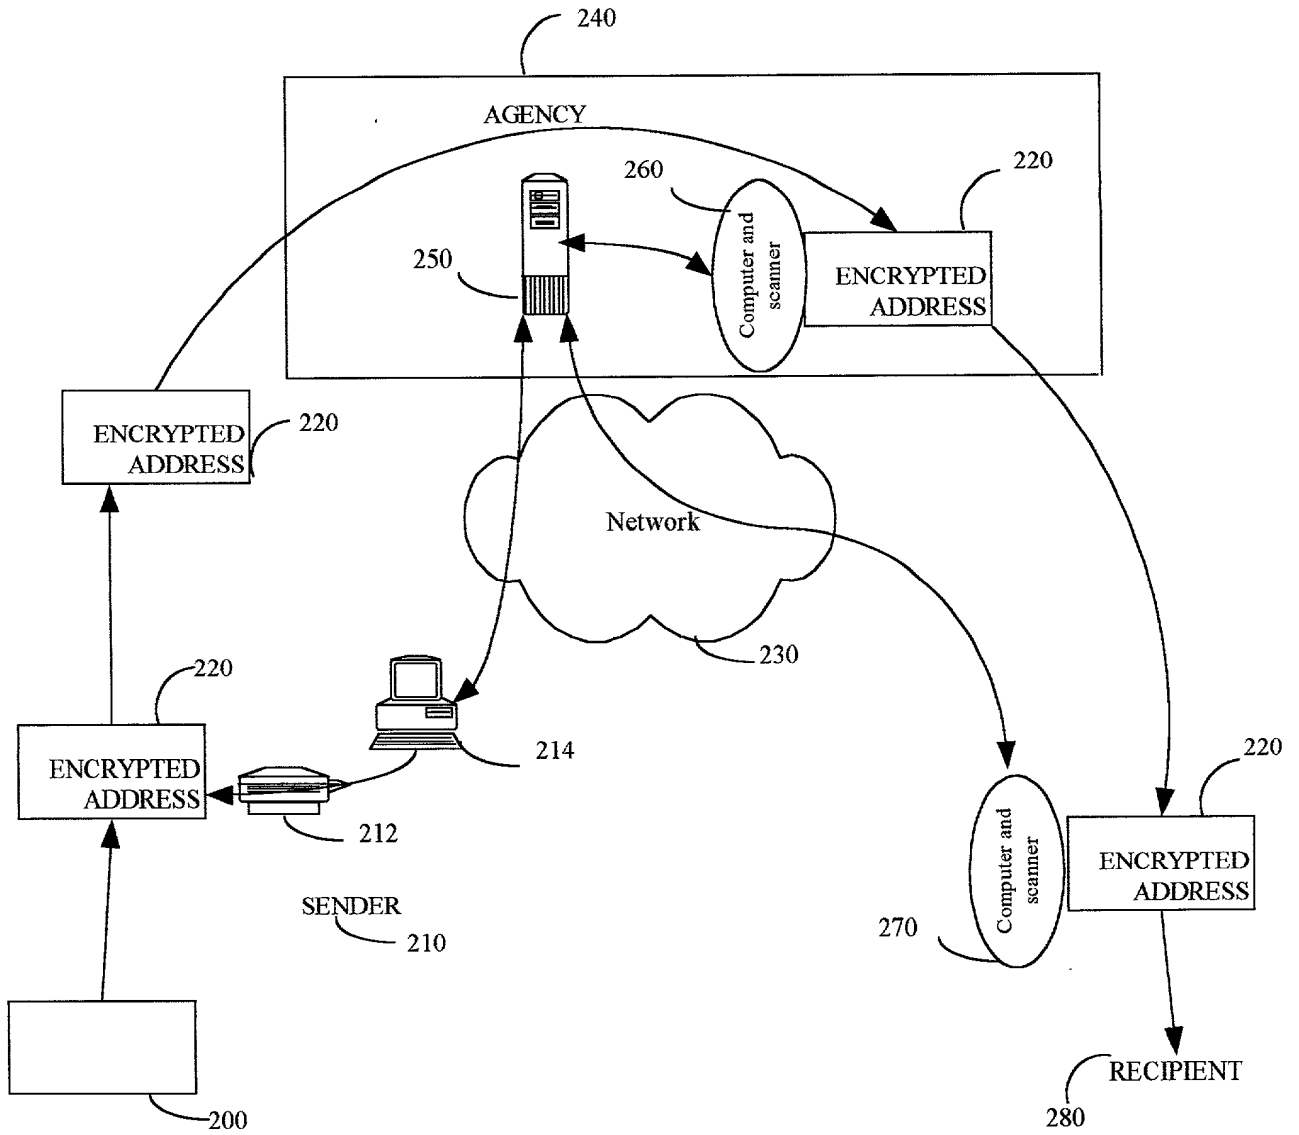 240
AGENCY
260
220
Computer and
scanner
250
ENCRYPTED
ADDRESS
220
ENCRYPTED
ADDRESS
Network
230
220
214
ENCRYPTED
ADDRESS
212
220
Computer and
scanner
ENCRYPTED
ADDRESS
SENDER
210
270
RECIPIENT
280
200